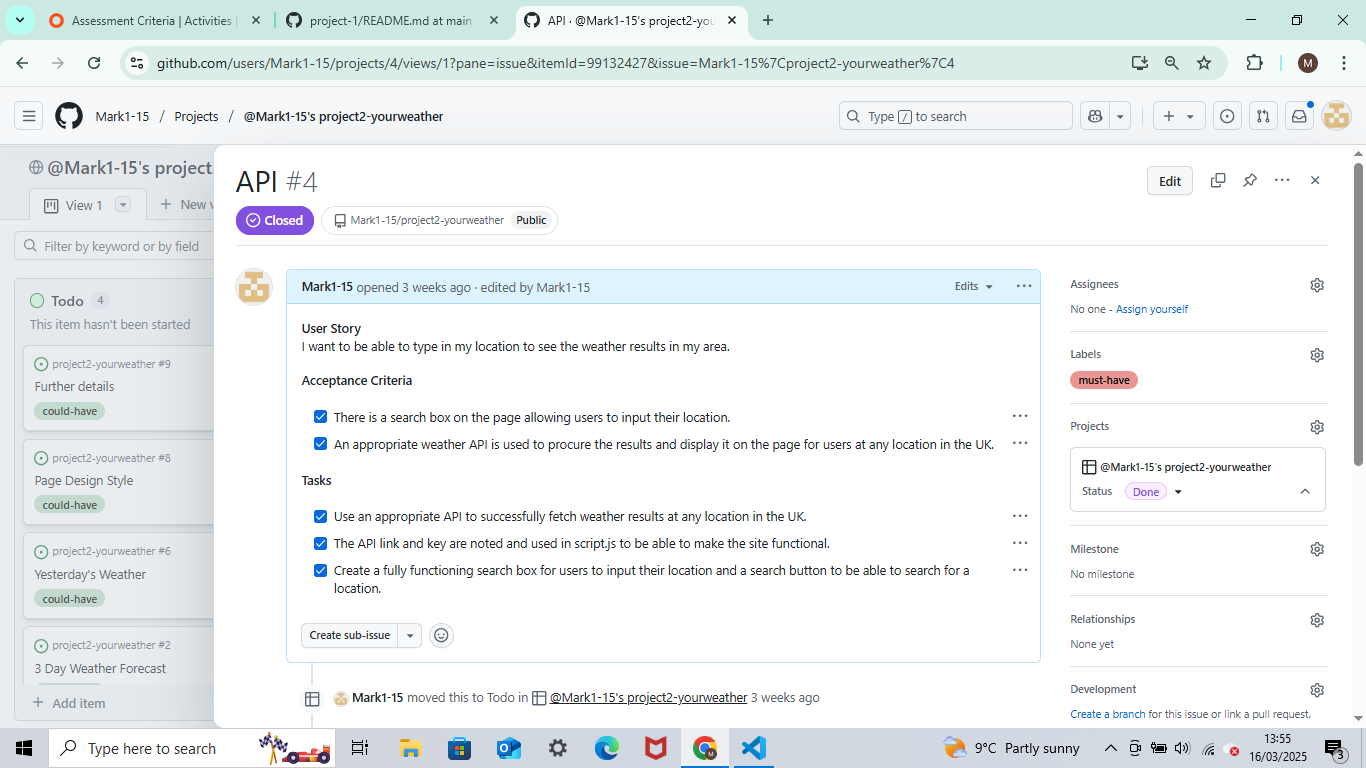 Assessment Criteria | Activities
project-1/README.md at main
API · @Mark1-15's project2-you
github.com/users/Mark1-15/projects/4/views/1?pane=issue&itemId=99132427&issue=Mark1-15%7Cproject2-yourweather%7C4
M
Mark1-15 / Projects / @Mark1-15's project2-yourweather
Type / to search
@Mark1-15's project
View 1
New v
Filter by keyword or by field
Todo 4
This item hasn't been started
project2-yourweather #9
Further details
could-have
project2-yourweather #8
Page Design Style
could-have
project2-yourweather #6
Yesterday's Weather
could-have
project2-yourweather #2
3 Day Weather Forecast
Add item
API #4
Edit
Closed
Mark1-15/project2-yourweather Public
Mark1-15 opened 3 weeks ago · edited by Mark1-15
Edits
User Story
I want to be able to type in my location to see the weather results in my area.
Acceptance Criteria
There is a search box on the page allowing users to input their location.
An appropriate weather API is used to procure the results and display it on the page for users at any location in the UK.
Tasks
Use an appropriate API to successfully fetch weather results at any location in the UK.
The API link and key are noted and used in script.js to be able to make the site functional.
Create a fully functioning search box for users to input their location and a search button to be able to search for a
location.
Create sub-issue
Mark1-15 moved this to Todo in @Mark1-15's project2-yourweather 3 weeks ago
Assignees
No one - Assign yourself
Labels
must-have
Projects
@Mark1-15's project2-yourweather
Status Done
Milestone
No milestone
Relationships
None yet
Development
Create a branch for this issue or link a pull request.
Type here to search
9°C Partly sunny
13:55
16/03/2025
3